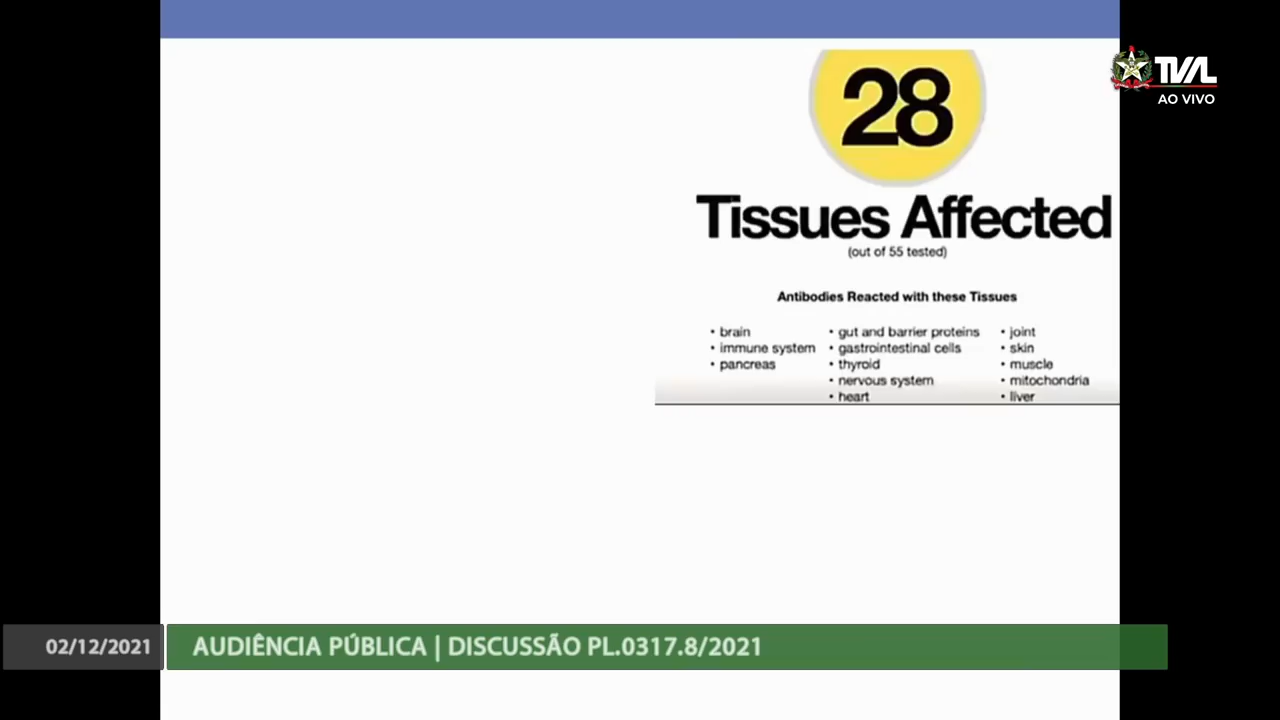 28
Tissues Affected
(out of 55 tested)
Antibodies Reacted with these Tissues
• brain
• immune system
• pancreas
• gut and barrier proteins
• gastrointestinal cells
• thyroid
• nervous system
• heart
• joint
• skin
• muscle
• mitochondria
• liver
TVAL
AO VIVO
02/12/2021
AUDIÊNCIA PÚBLICA | DISCUSSÃO PL.0317.8/2021